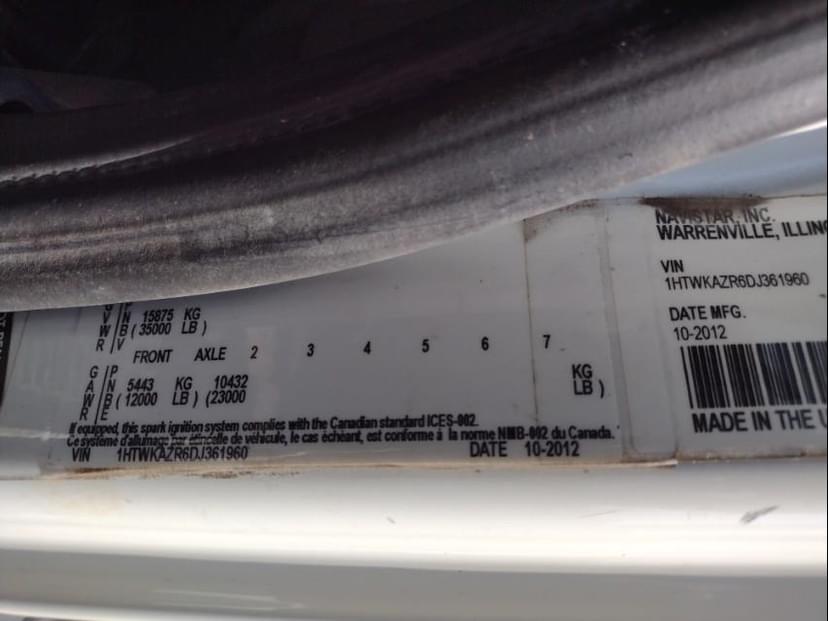 G P
V N 15875 KG
W B ( 35000 LB )
R V
FRONT AXLE 2 3 4 5 6 7
G P
A N 5443 KG 10432 KG
W B ( 12000 LB ) (23000 LB )
R E
If equipped, this spark ignition system complies with the Canadian standard ICES-002.
Ce système d'allumage par étincelle de véhicule, le cas échéant, est conforme à la norme NMB-002 du Canada.
VIN 1HTWKAZR6DJ361960 DATE 10-2012
NAVISTAR, INC.
WARRENVILLE, ILLIN
VIN
1HTWKAZR6DJ361960
DATE MFG.
10-2012
MADE IN THE U